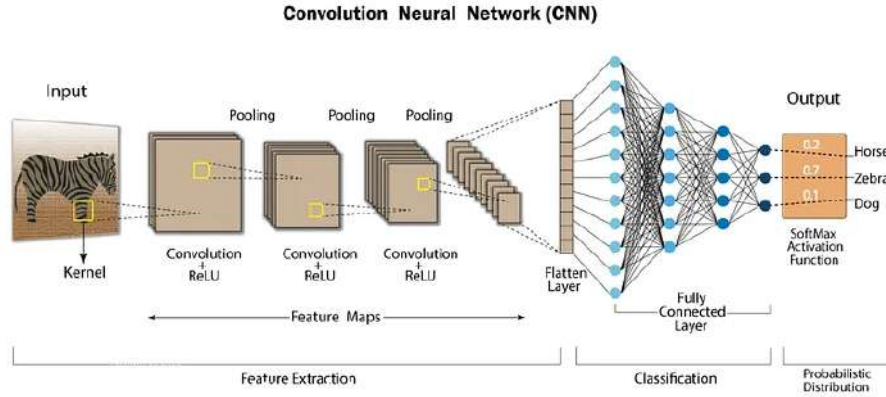 Convolution Neural Network (CNN)
Input
Output
Pooling
Pooling
Pooling
0.2
Horse
0.7
Zebra
0.1
Dog
SoftMax
Activation
Function
Convolution
+
ReLU
Convolution
+
ReLU
Convolution
+
ReLU
Kernel
Flatten
Layer
Feature Maps
Fully
Connected
Layer
Feature Extraction
Classification
Probabilistic
Distribution